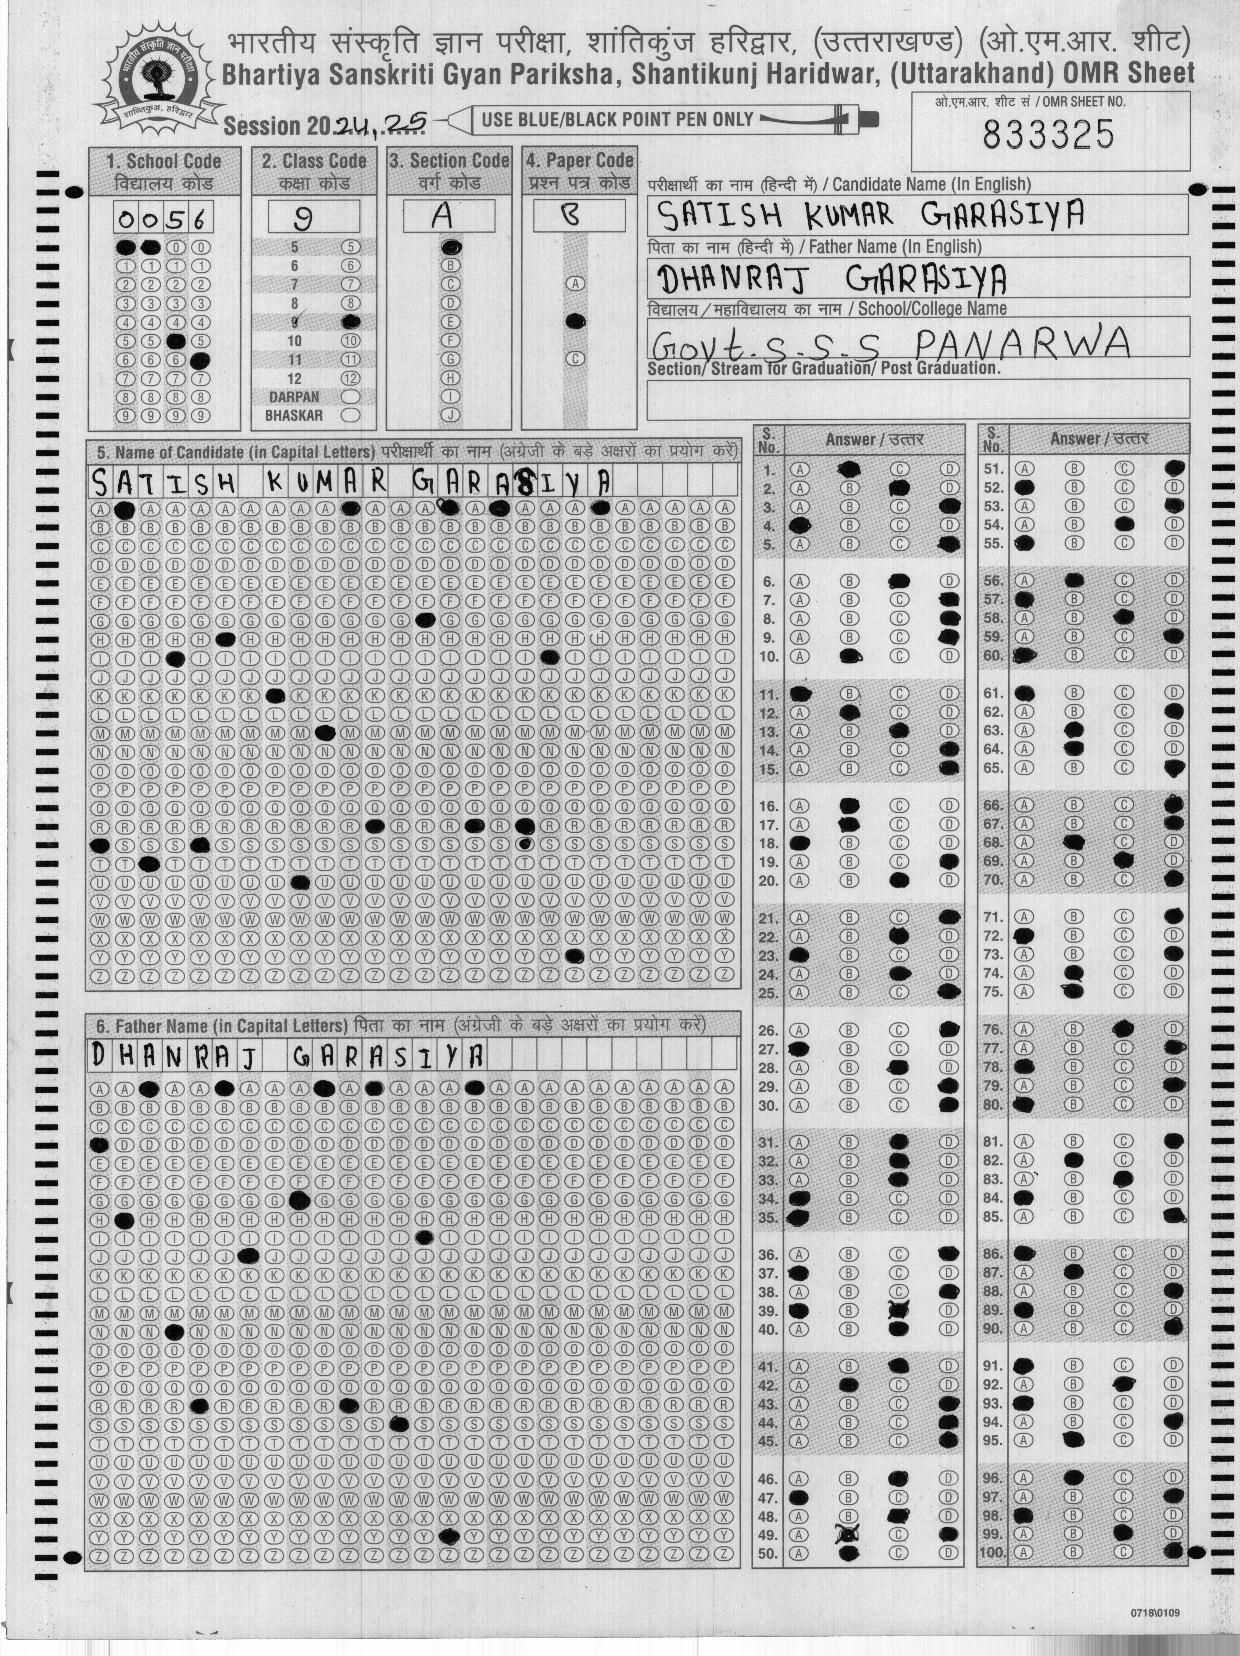 भारतीय संस्कृति ज्ञान परीक्षा, शांतिकुंज हरिद्वार, (उत्तराखण्ड) (ओ.एम.आर. शीट)
Bhartiya Sanskriti Gyan Pariksha, Shantikunj Haridwar, (Uttarakhand) OMR Sheet
Session 2024,25
USE BLUE/BLACK POINT PEN ONLY
ओ.एम.आर. शीट सं / OMR SHEET NO.
833325
1. School Code
विद्यालय कोड
0056
2. Class Code
कक्षा कोड
9
5 6 7 8 9 10 11 12 DARPAN BHASKAR
3. Section Code
वर्ग कोड
A
4. Paper Code
प्रश्न पत्र कोड
B
परीक्षार्थी का नाम (हिन्दी में) / Candidate Name (In English)
SATISH KUMAR GARASIYA
पिता का नाम (हिन्दी में) / Father Name (In English)
DHANRAJ GARASIYA
विद्यालय / महाविद्यालय का नाम / School/College Name
Govt. S.S.S PANARWA
Section/ Stream for Graduation/ Post Graduation.
5. Name of Candidate (in Capital Letters) परीक्षार्थी का नाम (अंग्रेजी के बड़े अक्षरों का प्रयोग करें)
SATISH KUMAR GARASIYA
6. Father Name (in Capital Letters) पिता का नाम (अंग्रेजी के बड़े अक्षरों का प्रयोग करें)
DHANRAJ GARASIYA
S. No. Answer / उत्तर
S. No. Answer / उत्तर
0718\0109